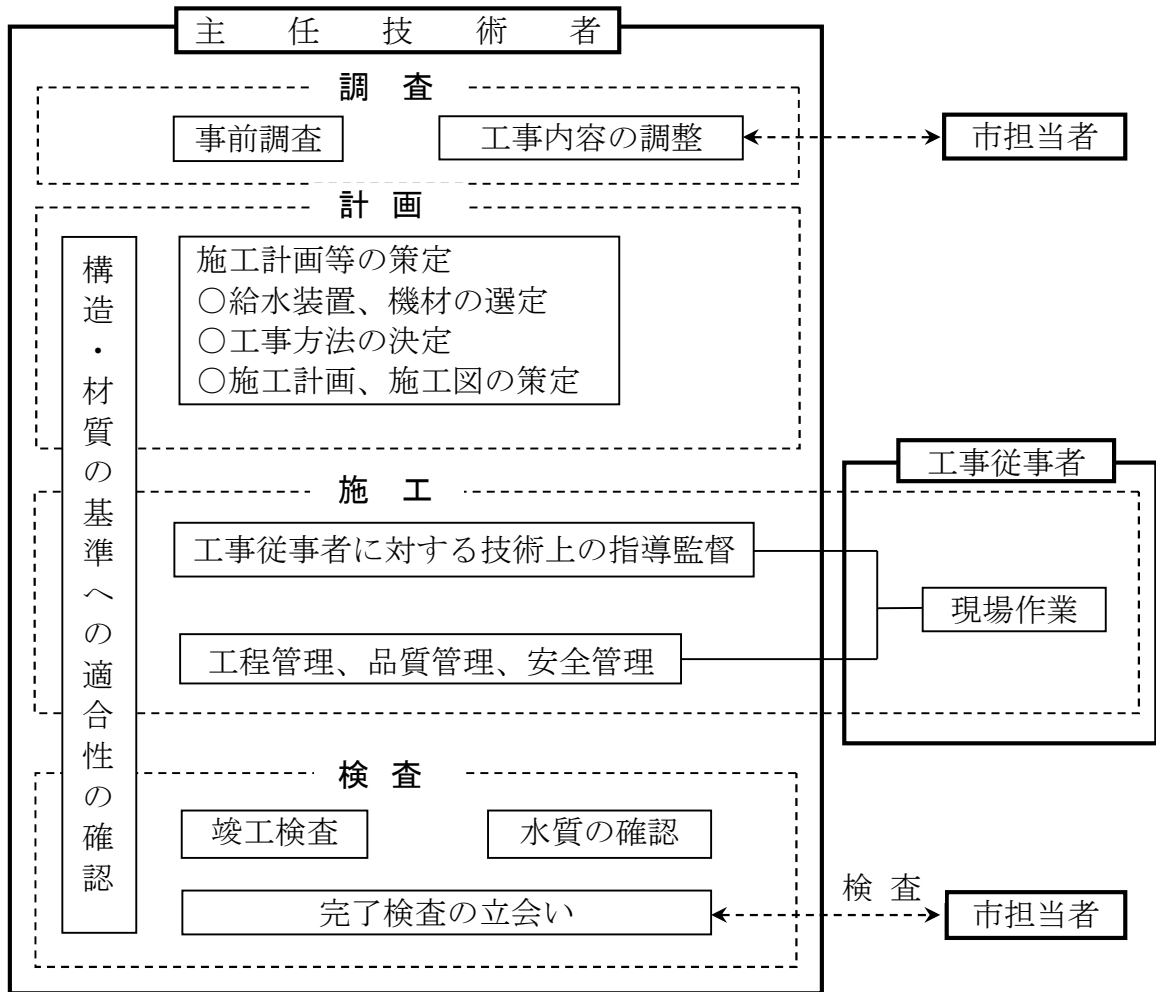 主任技術者
調査
事前調査
工事内容の調整
市担当者
計画
構造・材質の基準への適合性の確認
施工計画等の策定
○給水装置、機材の選定
○工事方法の決定
○施工計画、施工図の策定
工事従事者
施工
工事従事者に対する技術上の指導監督
現場作業
工程管理、品質管理、安全管理
検査
竣工検査
水質の確認
完了検査の立会い
検査
市担当者